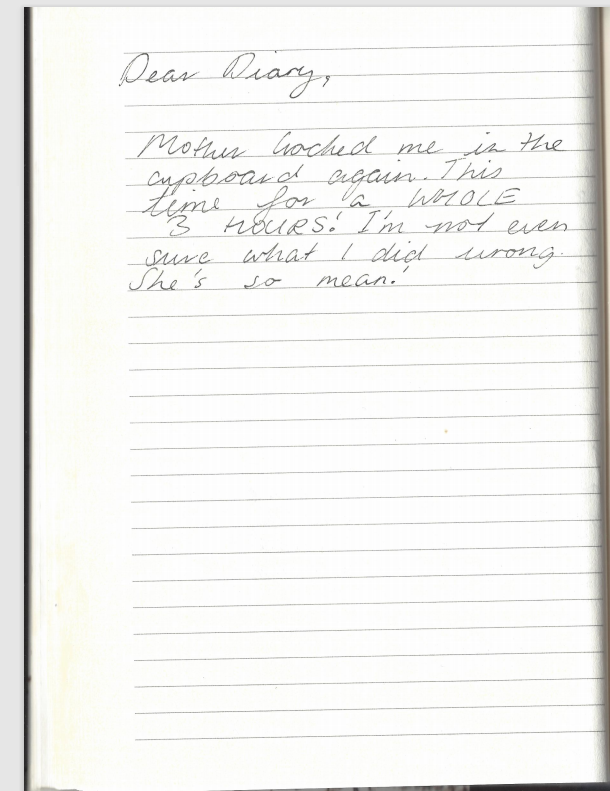 Dear Diary,
Mother locked me in the
cupboard again. This
time for a WHOLE
3 HOURS! I'm not even
sure what I did wrong.
She's so mean!